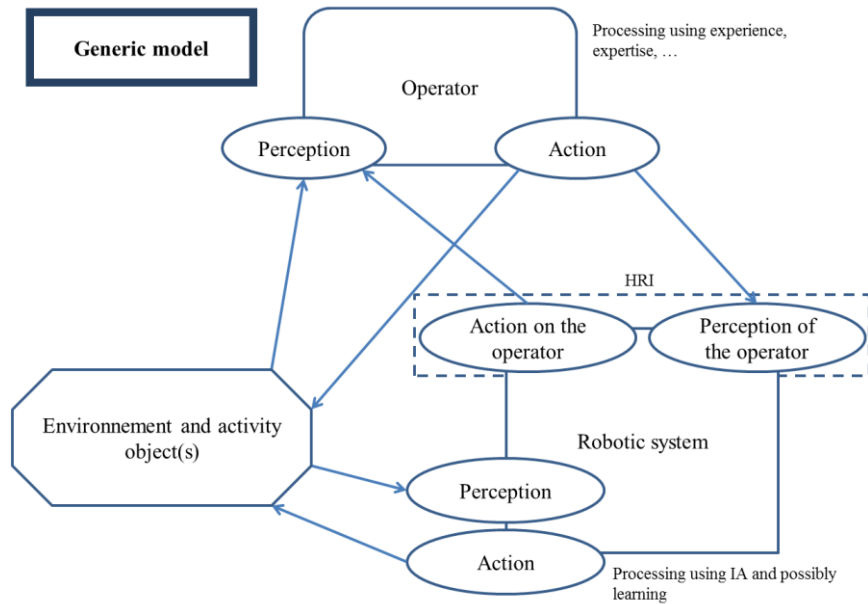 Generic model
Processing using experience,
expertise, …
Operator
Perception
Action
HRI
Action on the
operator
Perception of
the operator
Environnement and activity
object(s)
Robotic system
Perception
Action
Processing using IA and possibly
learning